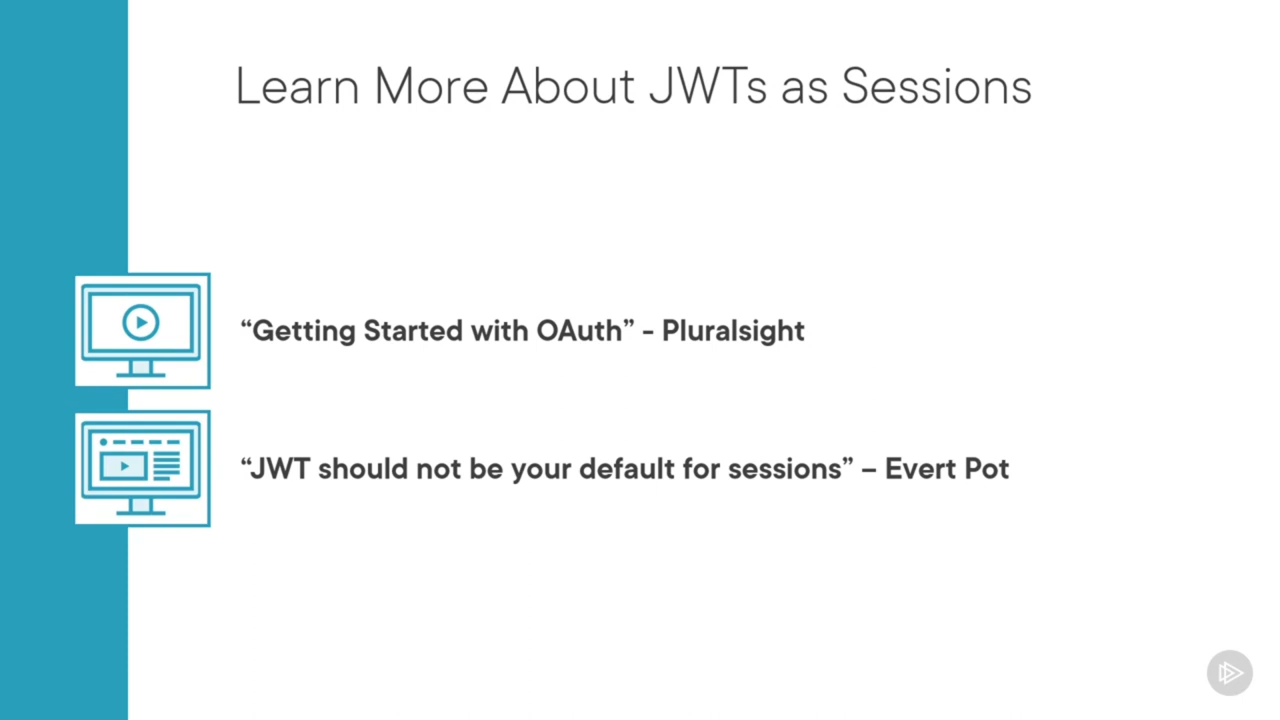 Learn More About JWTs as Sessions
“Getting Started with OAuth” - Pluralsight
“JWT should not be your default for sessions” – Evert Pot